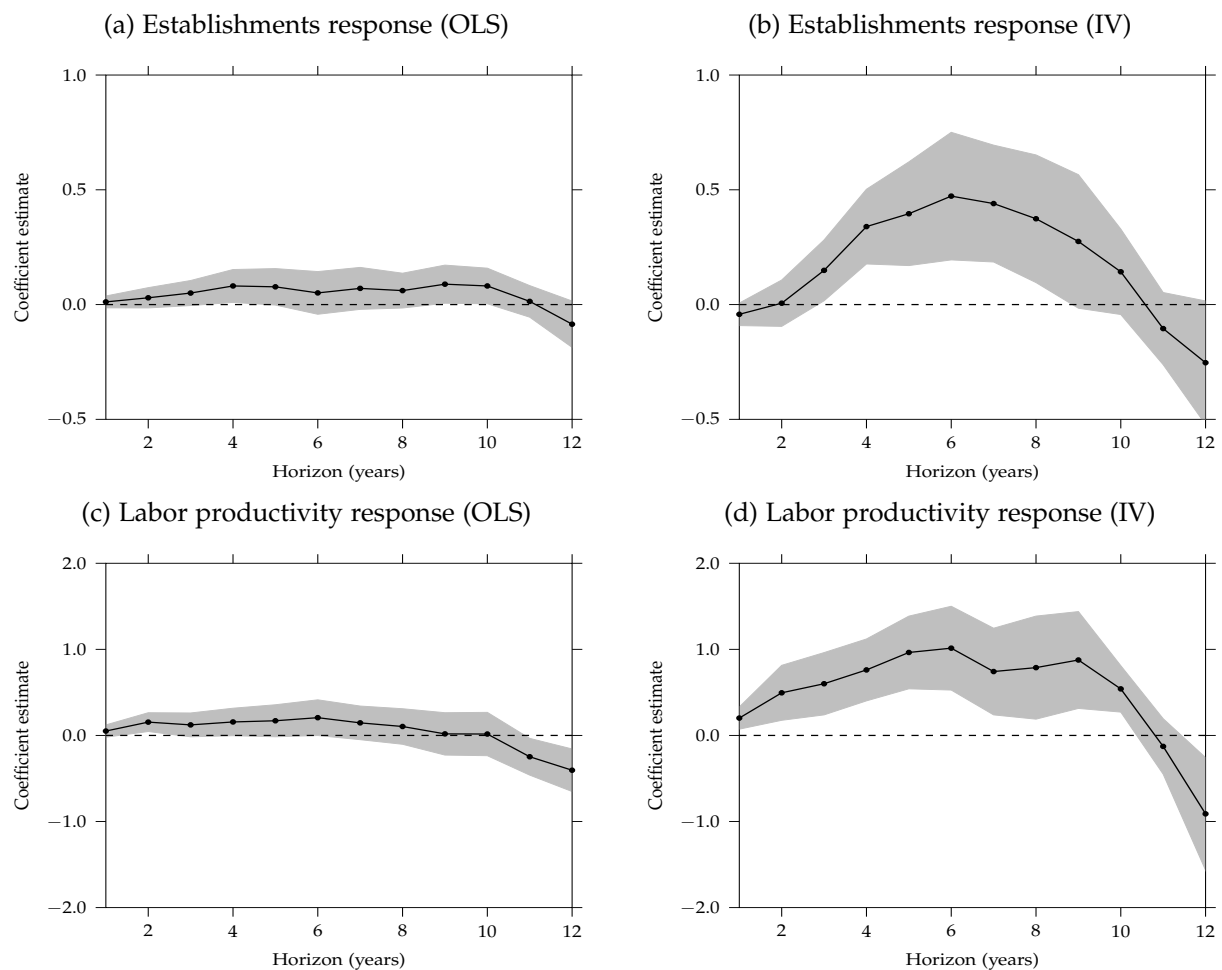 (a) Establishments response (OLS)
1.0
0.5
0.0
−0.5
Coefficient estimate
2 4 6 8 10 12
Horizon (years)
(b) Establishments response (IV)
1.0
0.5
0.0
−0.5
Coefficient estimate
2 4 6 8 10 12
Horizon (years)
(c) Labor productivity response (OLS)
2.0
1.0
0.0
−1.0
−2.0
Coefficient estimate
2 4 6 8 10 12
Horizon (years)
(d) Labor productivity response (IV)
2.0
1.0
0.0
−1.0
−2.0
Coefficient estimate
2 4 6 8 10 12
Horizon (years)